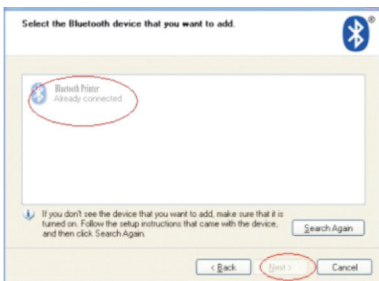 Select the Bluetooth device that you want to add.
Bluetooth Printer
Already connected
If you don't see the device that you want to add, make sure that it is
turned on. Follow the setup instructions that came with the device,
and then click Search Again.
Search Again
< Back
Next >
Cancel